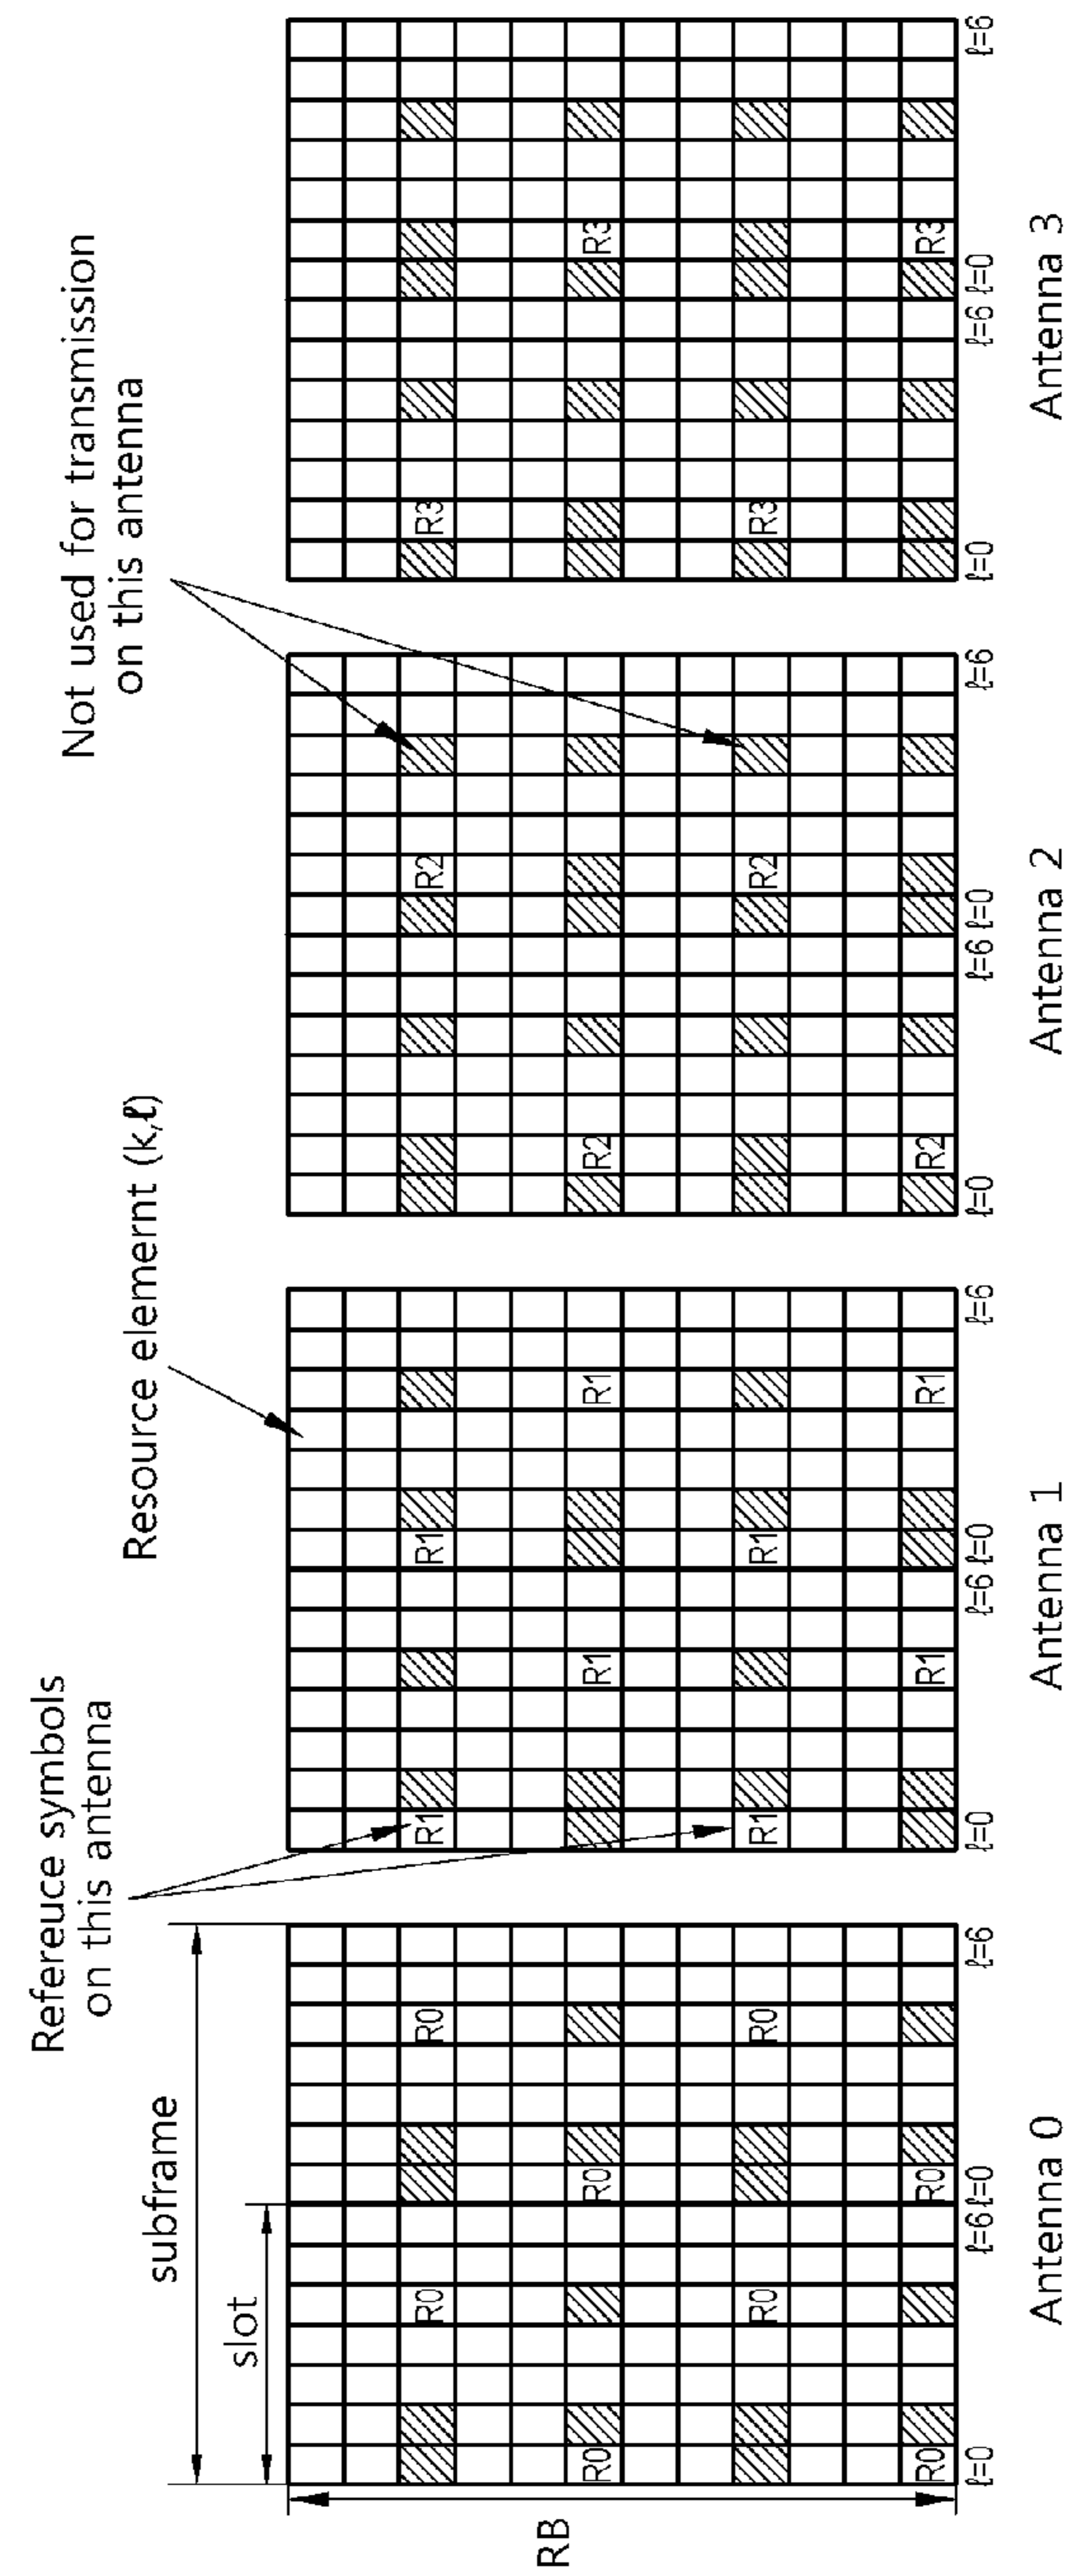 Refereuce symbols
on this antenna
Not used for transmission
on this antenna
Resource elemernt (k,ℓ)
subframe
slot
RB
R0 R0 R1 R1 R2 R3
R0 R0 R1 R1 R2 R3
R0 R0 R1 R1 R2 R3
R0 R0 R1 R1 R2 R3
ℓ=0 ℓ=6 ℓ=0 ℓ=6 ℓ=0 ℓ=6 ℓ=0 ℓ=6 ℓ=0 ℓ=6 ℓ=0 ℓ=6 ℓ=0 ℓ=6 ℓ=0 ℓ=6
Antenna 0 Antenna 1 Antenna 2 Antenna 3